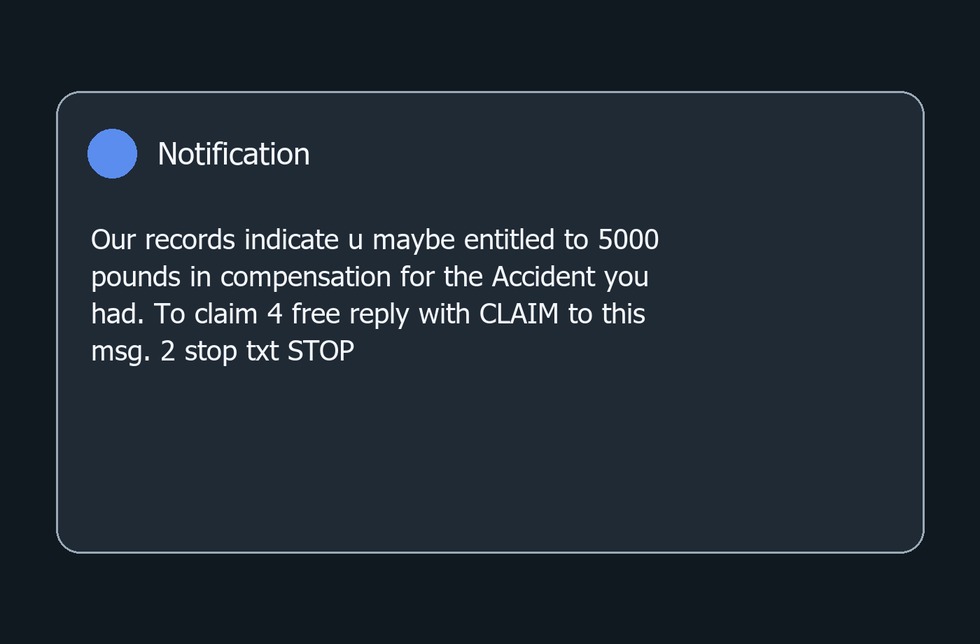 Notification
Our records indicate u maybe entitled to 5000
pounds in compensation for the Accident you
had. To claim 4 free reply with CLAIM to this
msg. 2 stop txt STOP